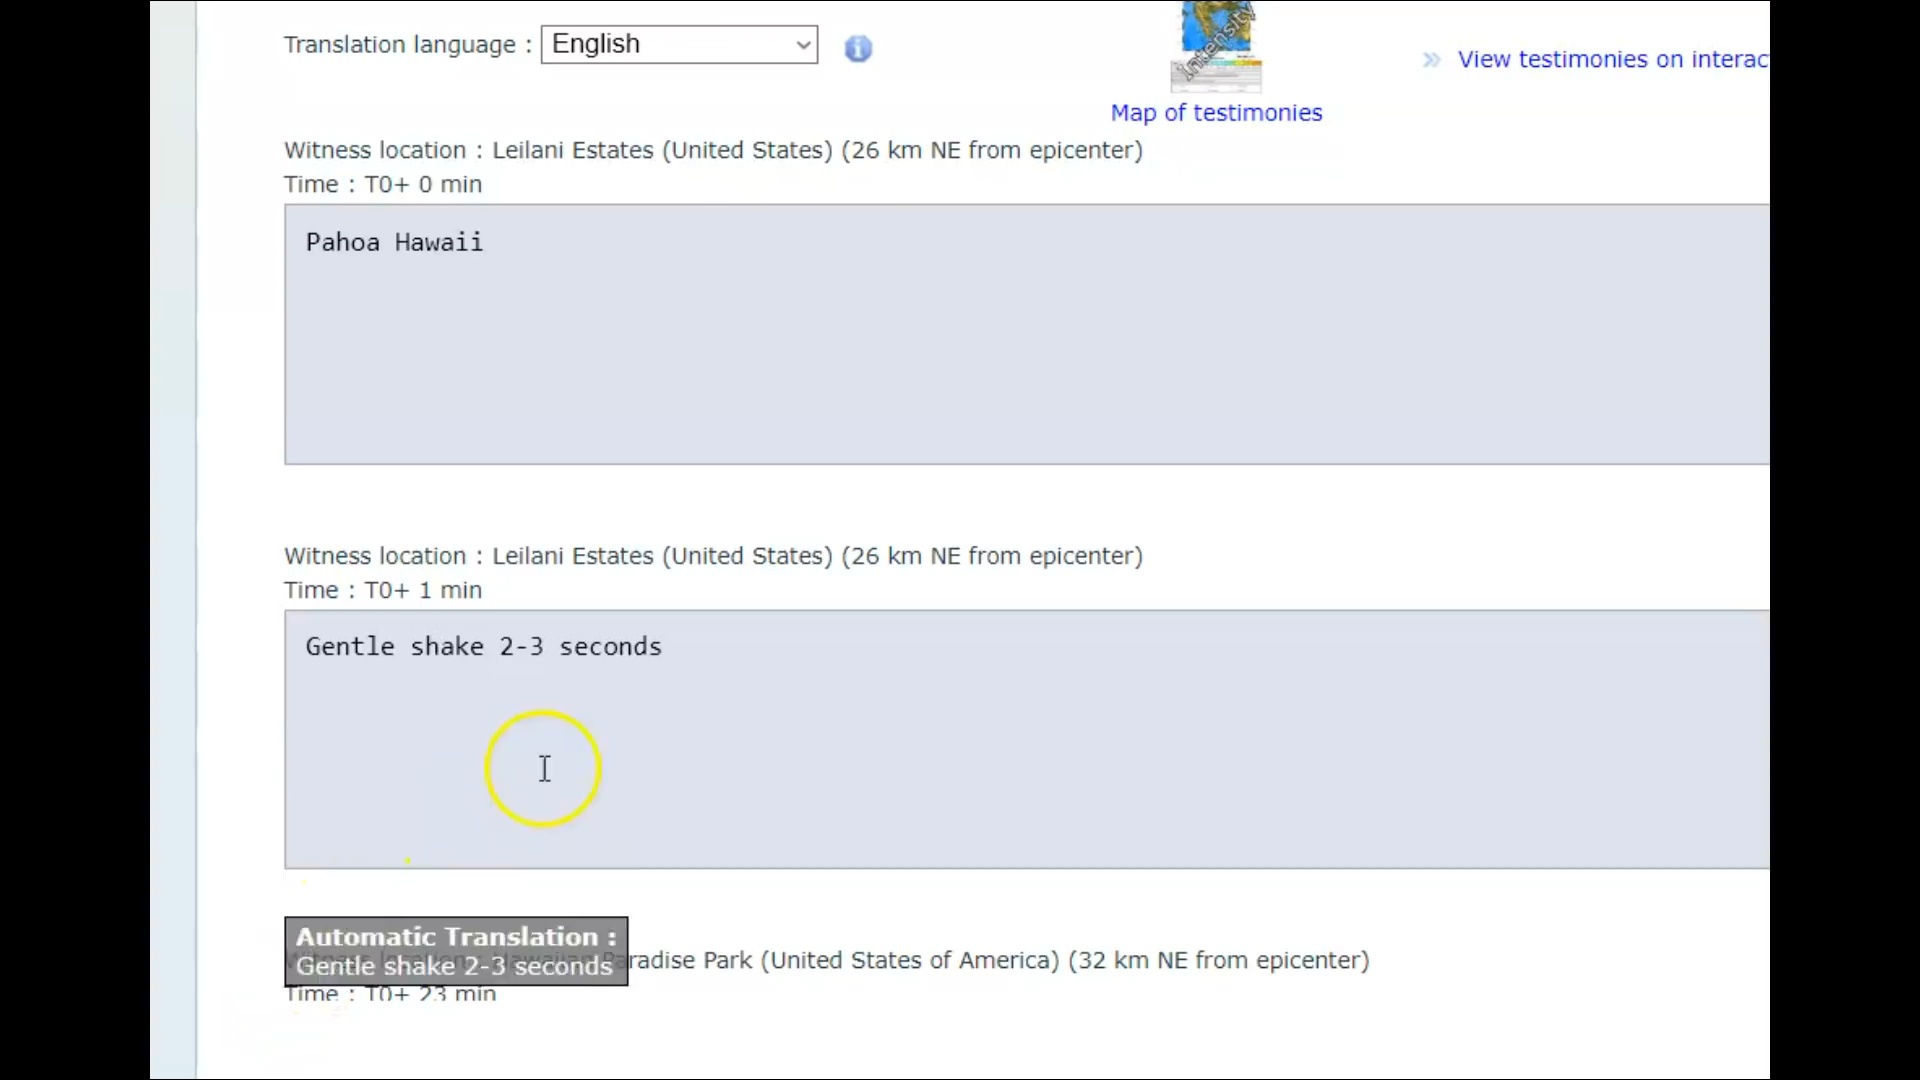 Translation language : English
intensity
View testimonies on interac
Map of testimonies
Witness location : Leilani Estates (United States) (26 km NE from epicenter)
Time : T0+ 0 min
Pahoa Hawaii
Witness location : Leilani Estates (United States) (26 km NE from epicenter)
Time : T0+ 1 min
Gentle shake 2-3 seconds
Automatic Translation :
Gentle shake 2-3 seconds
radise Park (United States of America) (32 km NE from epicenter)
Time : T0+ 23 min